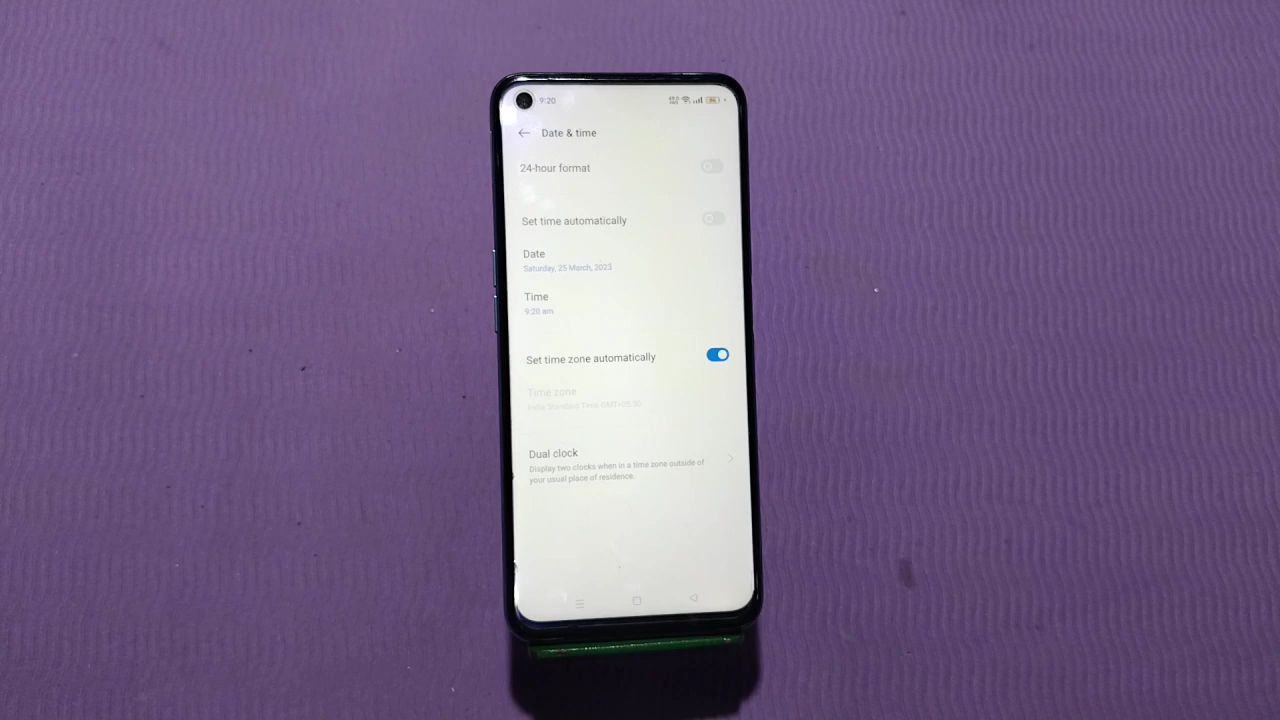 9:20
Date & time
24-hour format
Set time automatically
Date
Saturday, 25 March, 2023
Time
9:20 am
Set time zone automatically
Time zone
India Standard Time GMT+05:30
Dual clock
Display two clocks when in a time zone outside of
your usual place of residence.